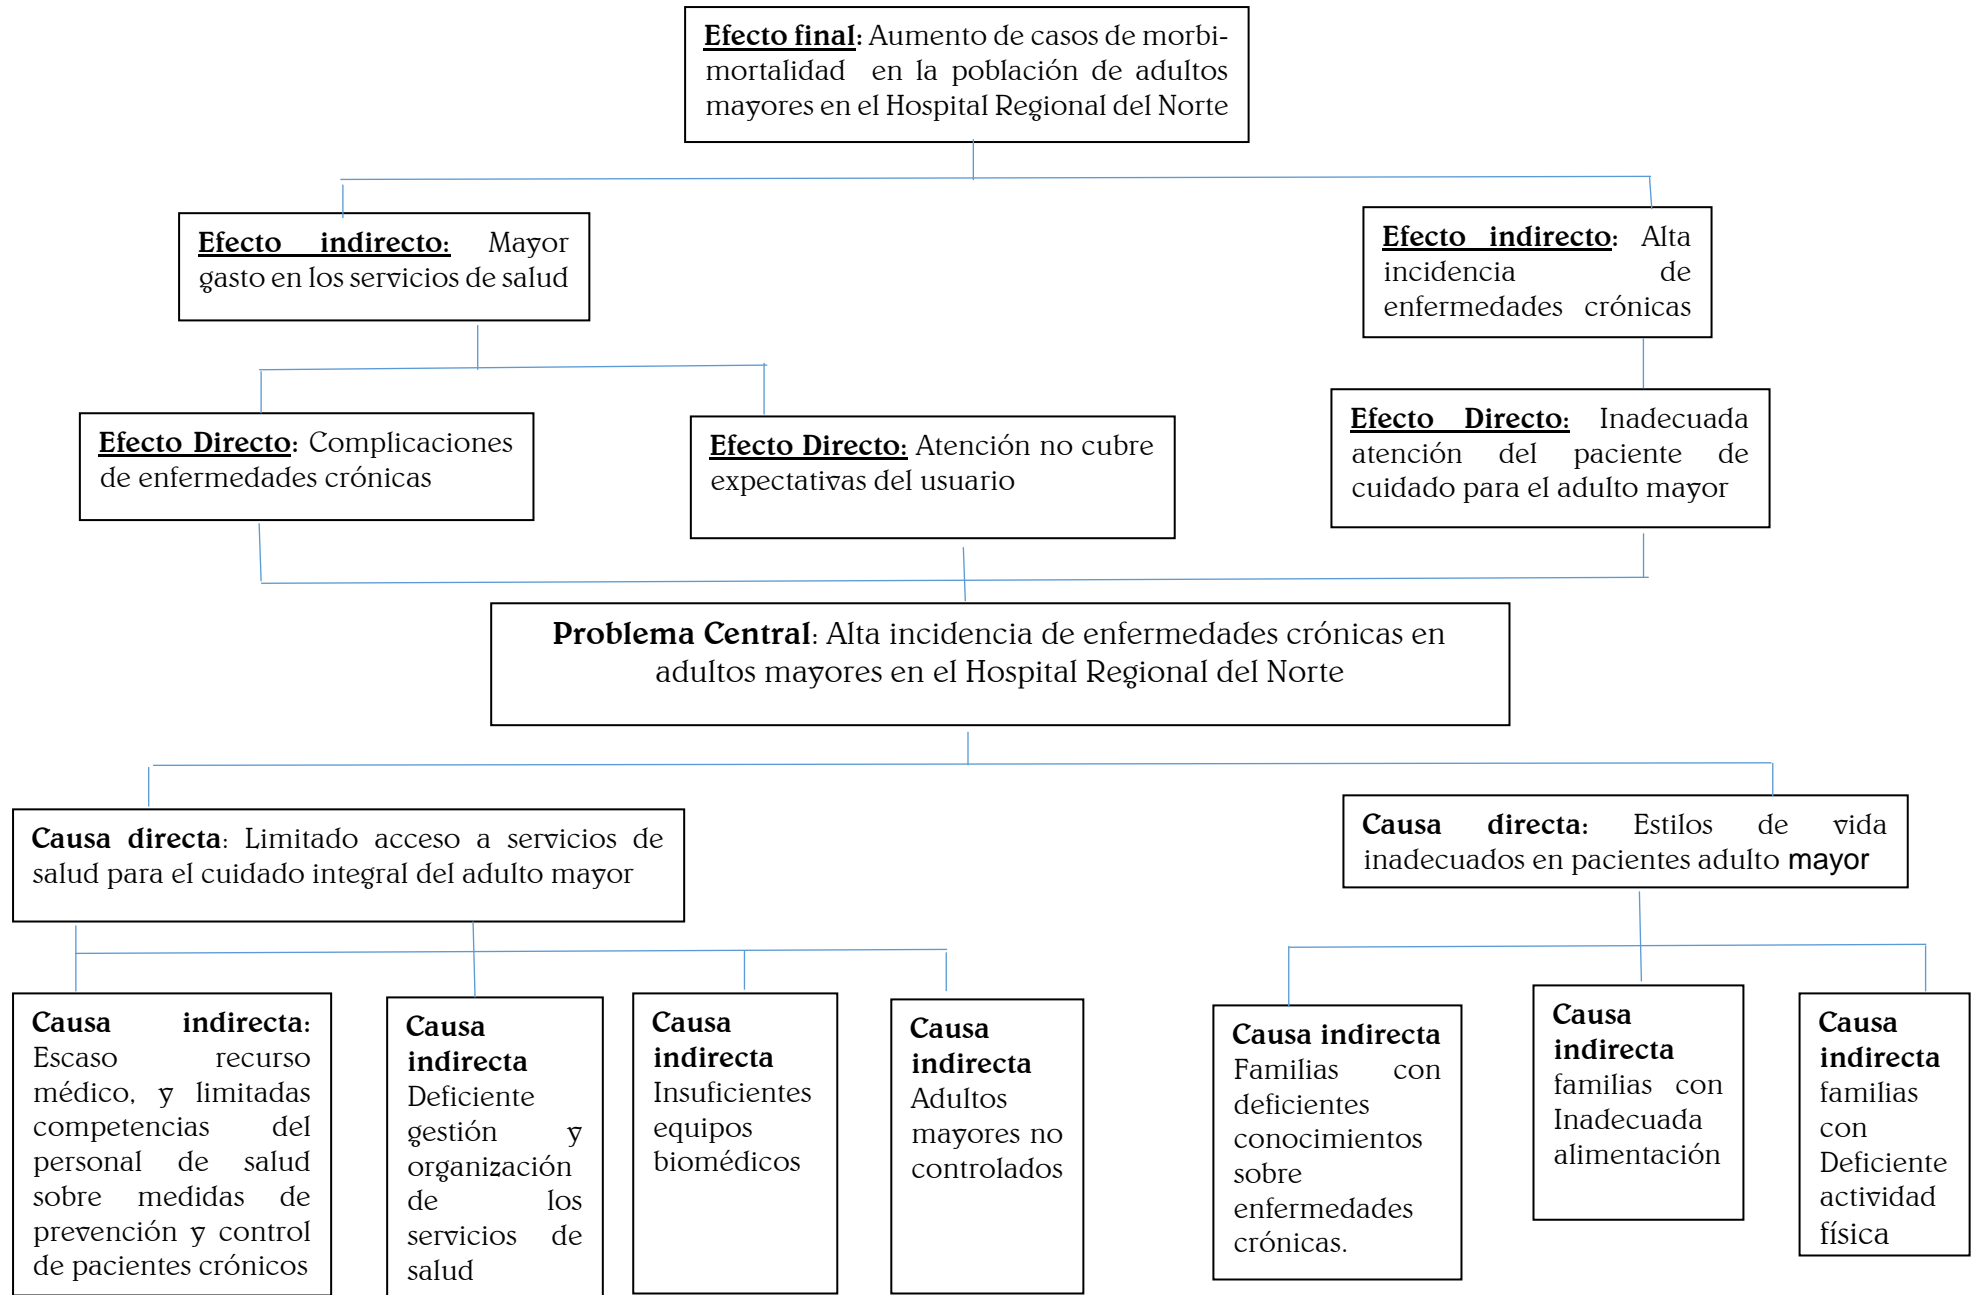 Efecto final: Aumento de casos de morbi-
mortalidad en la población de adultos
mayores en el Hospital Regional del Norte
Efecto indirecto: Mayor
gasto en los servicios de salud
Efecto indirecto: Alta
incidencia de
enfermedades crónicas
Efecto Directo: Complicaciones
de enfermedades crónicas
Efecto Directo: Atención no cubre
expectativas del usuario
Efecto Directo: Inadecuada
atención del paciente de
cuidado para el adulto mayor
Problema Central: Alta incidencia de enfermedades crónicas en
adultos mayores en el Hospital Regional del Norte
Causa directa: Limitado acceso a servicios de
salud para el cuidado integral del adulto mayor
Causa directa: Estilos de vida
inadecuados en pacientes adulto mayor
Causa indirecta:
Escaso recurso
médico, y limitadas
competencias del
personal de salud
sobre medidas de
prevención y control
de pacientes crónicos
Causa
indirecta
Deficiente
gestión y
organización
de los
servicios de
salud
Causa
indirecta
Insuficientes
equipos
biomédicos
Causa
indirecta
Adultos
mayores no
controlados
Causa indirecta
Familias con
deficientes
conocimientos
sobre
enfermedades
crónicas.
Causa
indirecta
familias con
Inadecuada
alimentación
Causa
indirecta
familias
con
Deficiente
actividad
física